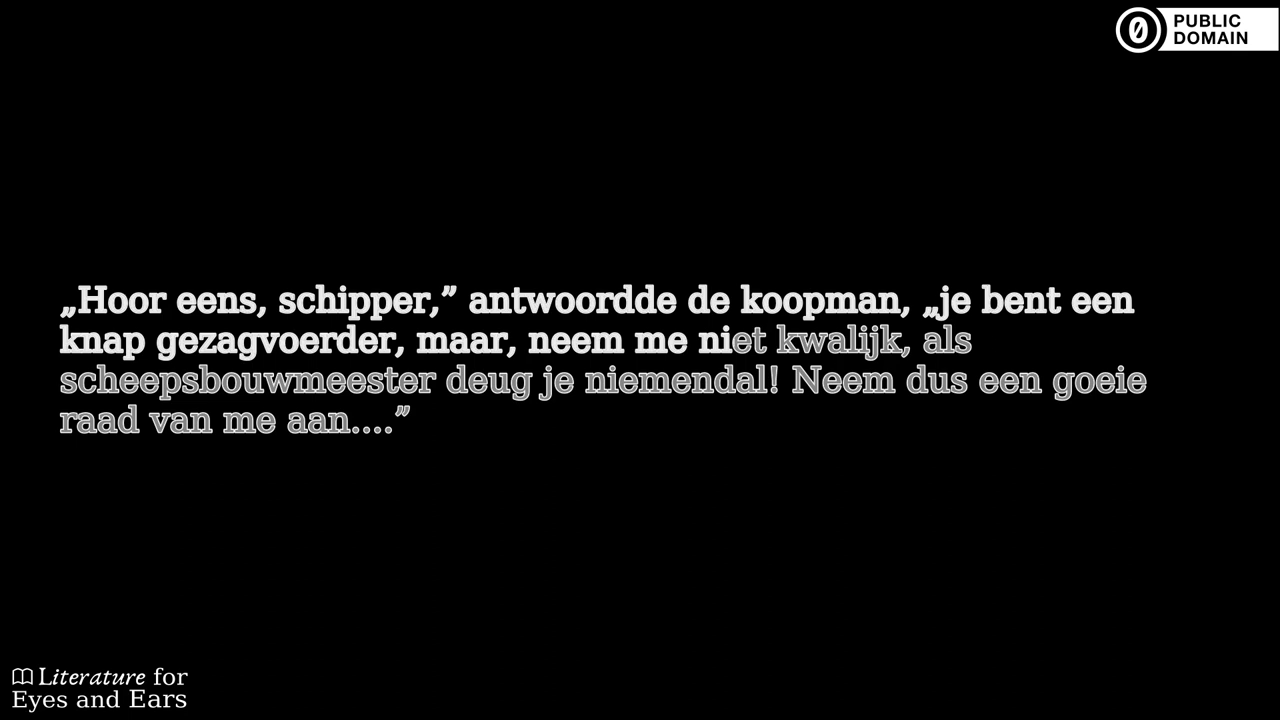 PUBLIC
DOMAIN
„Hoor eens, schipper,” antwoordde de koopman, „je bent een
knap gezagvoerder, maar, neem me niet kwalijk, als
scheepsbouwmeester deug je niemendal! Neem dus een goeie
raad van me aan....”
Literature for
Eyes and Ears